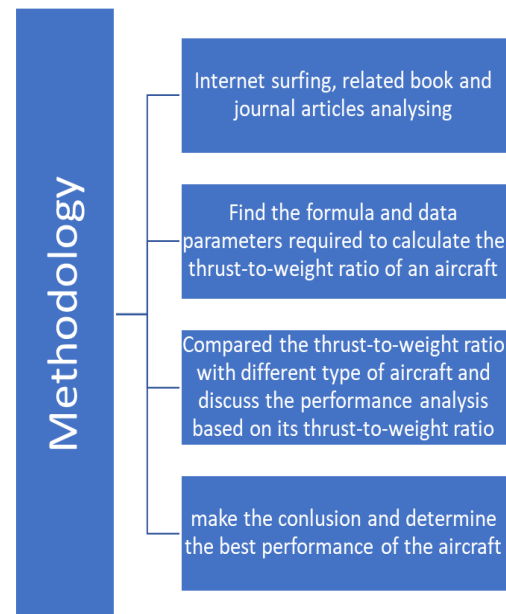 Methodology
Internet surfing, related book and
journal articles analysing
Find the formula and data
parameters required to calculate the
thrust-to-weight ratio of an aircraft
Compared the thrust-to-weight ratio
with different type of aircraft and
discuss the performance analysis
based on its thrust-to-weight ratio
make the conlusion and determine
the best performance of the aircraft